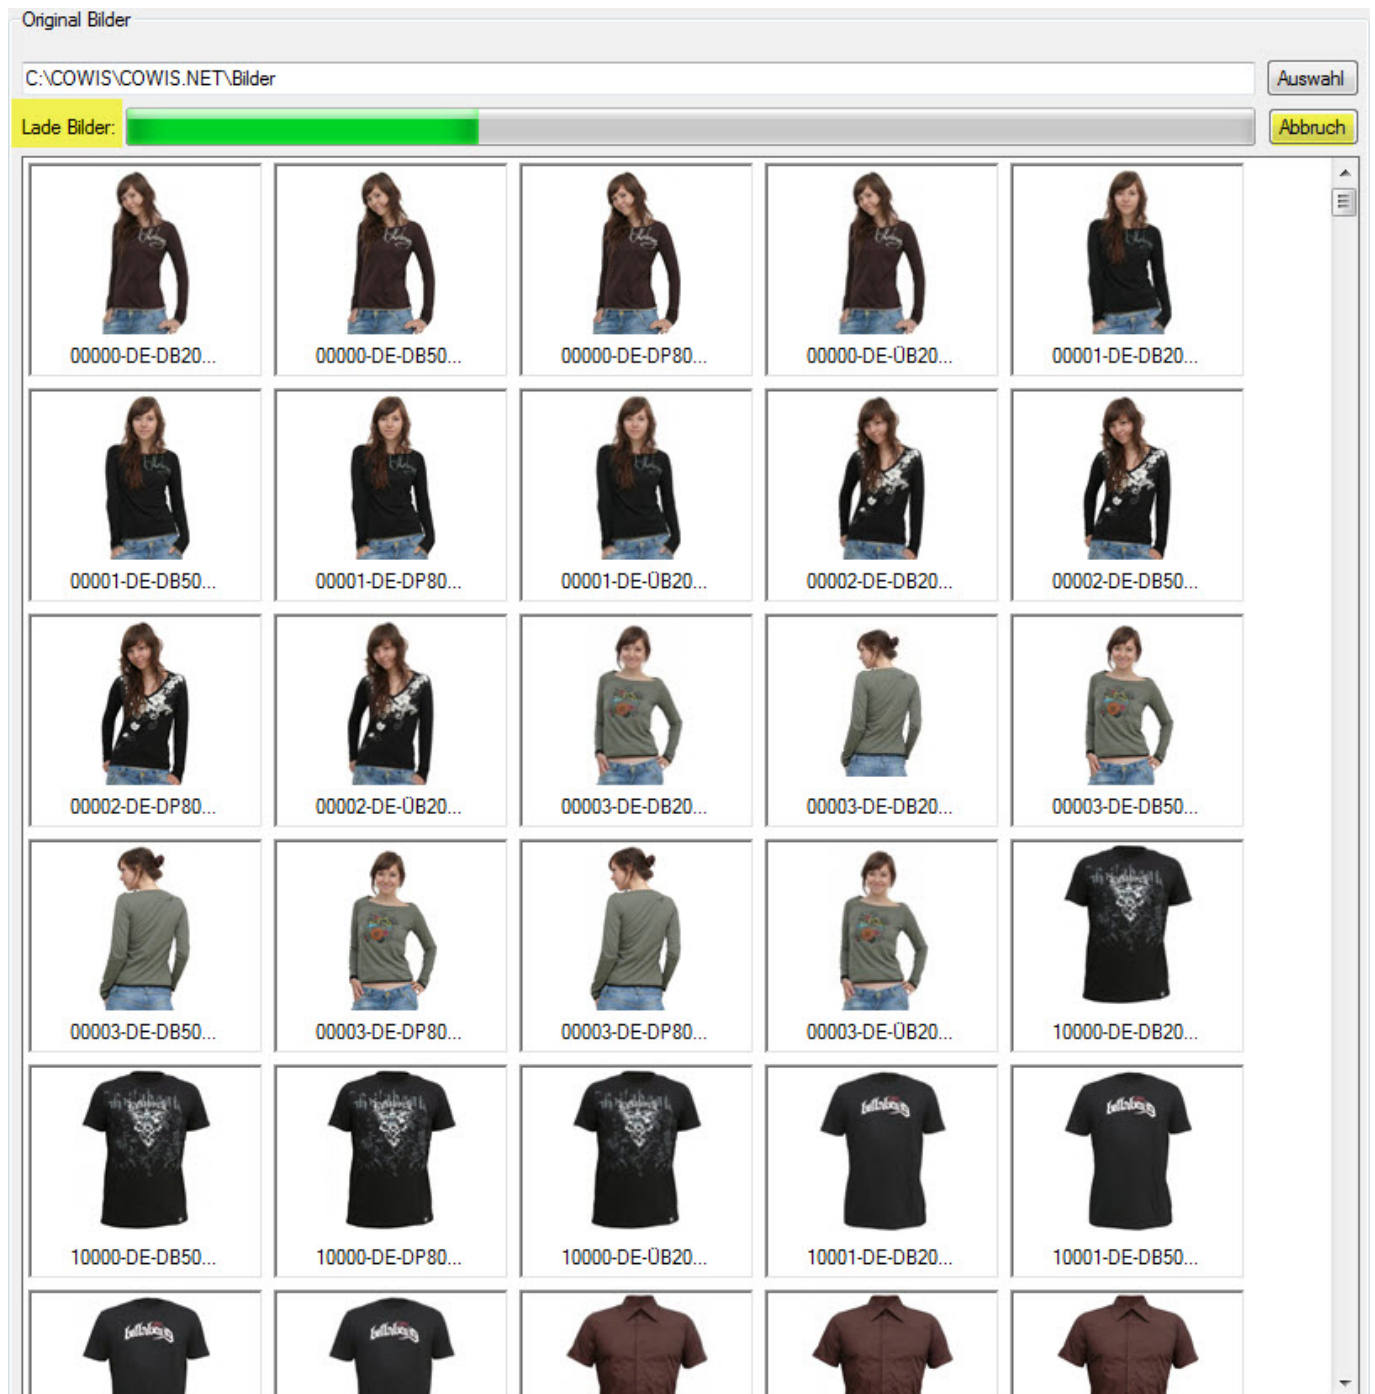 Original Bilder
C:\COWIS\COWIS.NET\Bilder
Auswahl
Lade Bilder:
Abbruch
00000-DE-DB20...
00000-DE-DB50...
00000-DE-DP80...
00000-DE-ÜB20...
00001-DE-DB20...
00001-DE-DB50...
00001-DE-DP80...
00001-DE-ÜB20...
00002-DE-DB20...
00002-DE-DB50...
00002-DE-DP80...
00002-DE-ÜB20...
00003-DE-DB20...
00003-DE-DB20...
00003-DE-DB50...
00003-DE-DB50...
00003-DE-DP80...
00003-DE-DP80...
00003-DE-ÜB20...
10000-DE-DB20...
10000-DE-DB50...
10000-DE-DP80...
10000-DE-ÜB20...
10001-DE-DB20...
10001-DE-DB50...